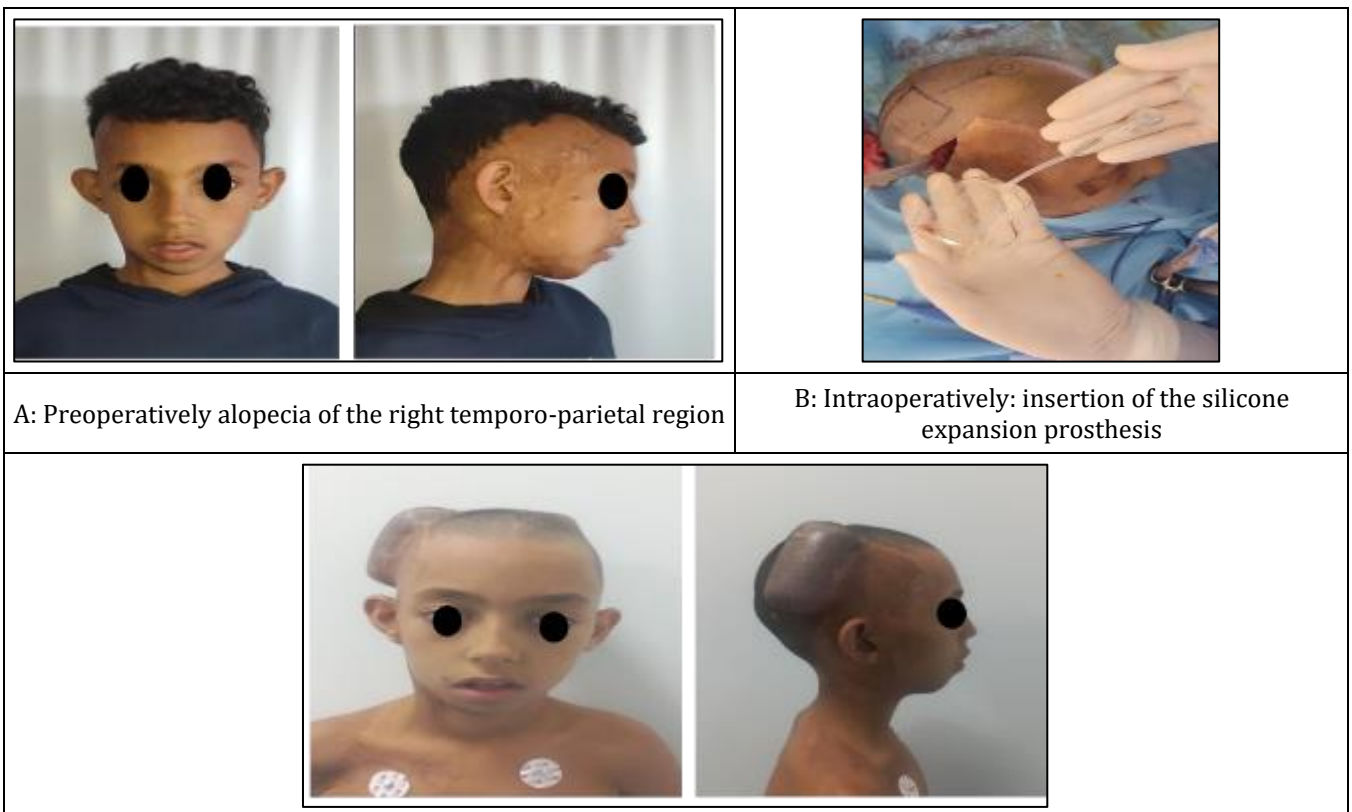 A: Preoperatively alopecia of the right temporo-parietal region
B: Intraoperatively: insertion of the silicone
expansion prosthesis